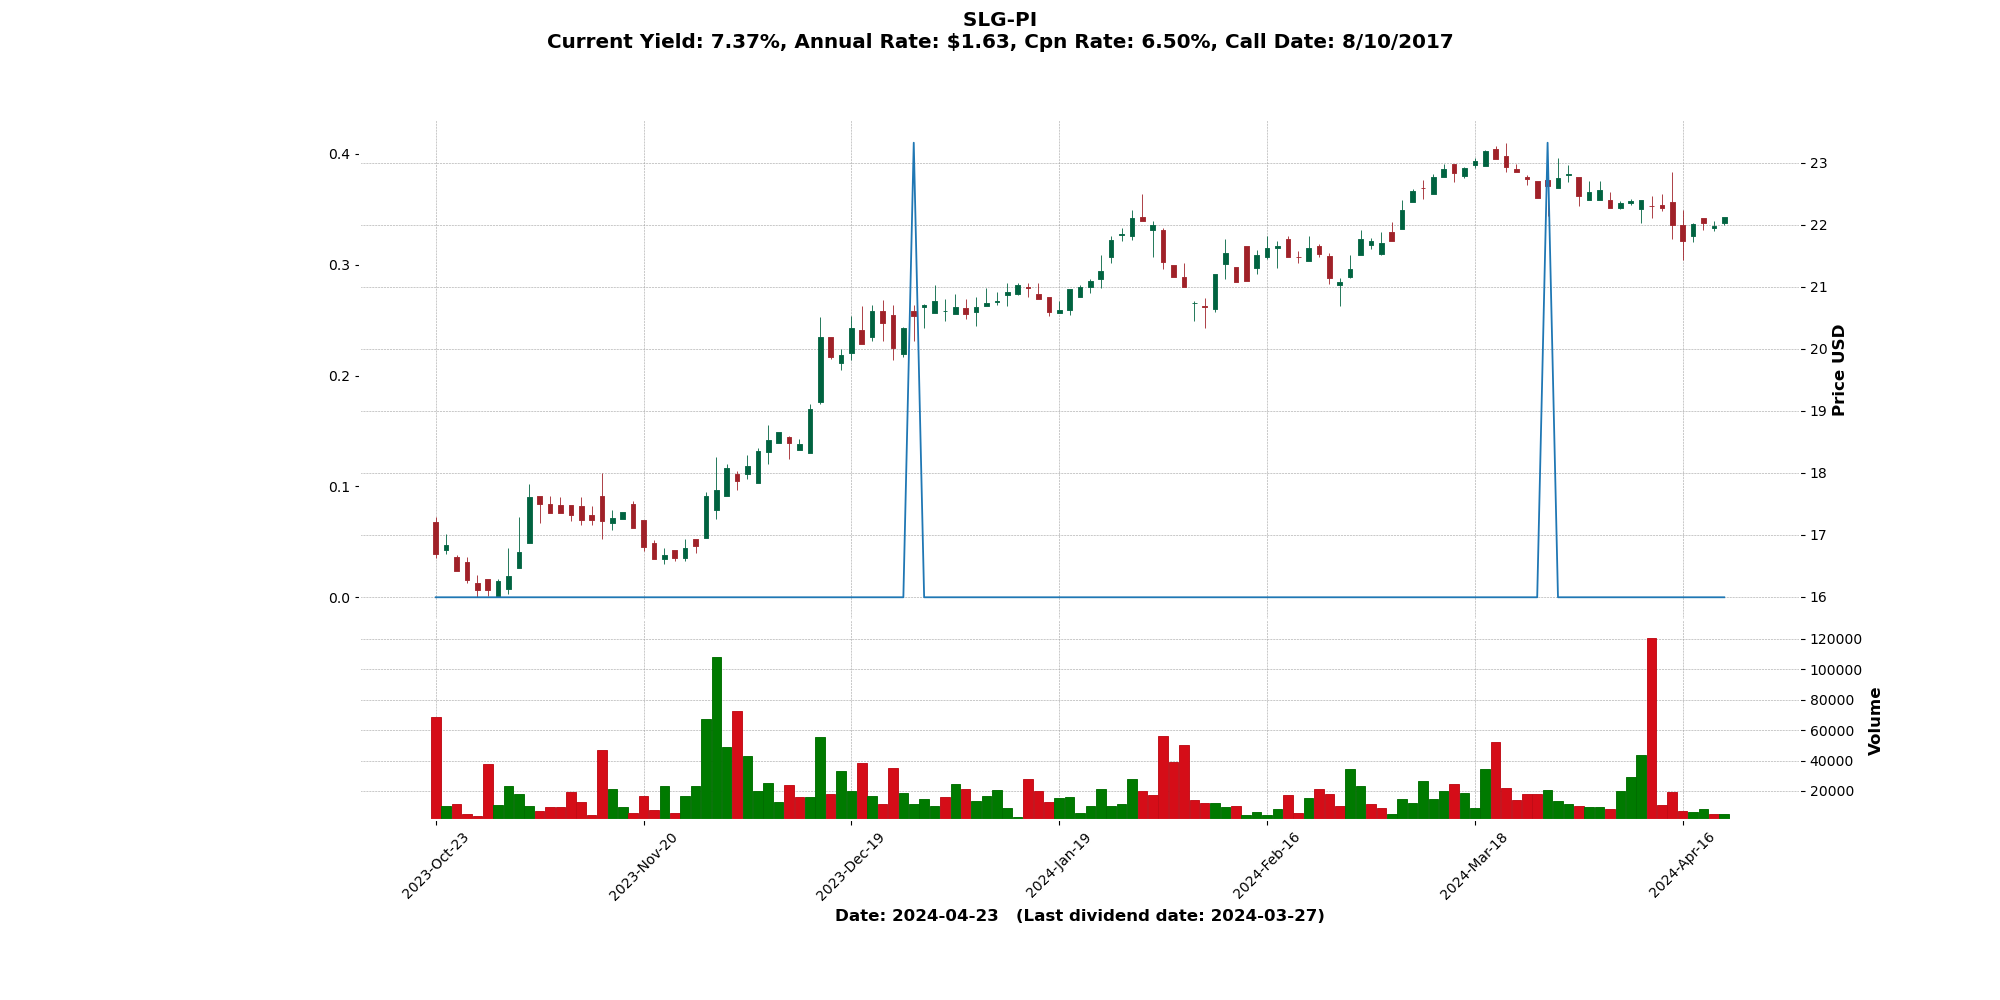 SLG-PI
Current Yield: 7.37%, Annual Rate: $1.63, Cpn Rate: 6.50%, Call Date: 8/10/2017
0.4
0.3
0.2
0.1
0.0
23
22
21
20
19
18
17
16
Price USD
120000
100000
80000
60000
40000
20000
Volume
2023-Oct-23
2023-Nov-20
2023-Dec-19
2024-Jan-19
2024-Feb-16
2024-Mar-18
2024-Apr-16
Date: 2024-04-23 (Last dividend date: 2024-03-27)